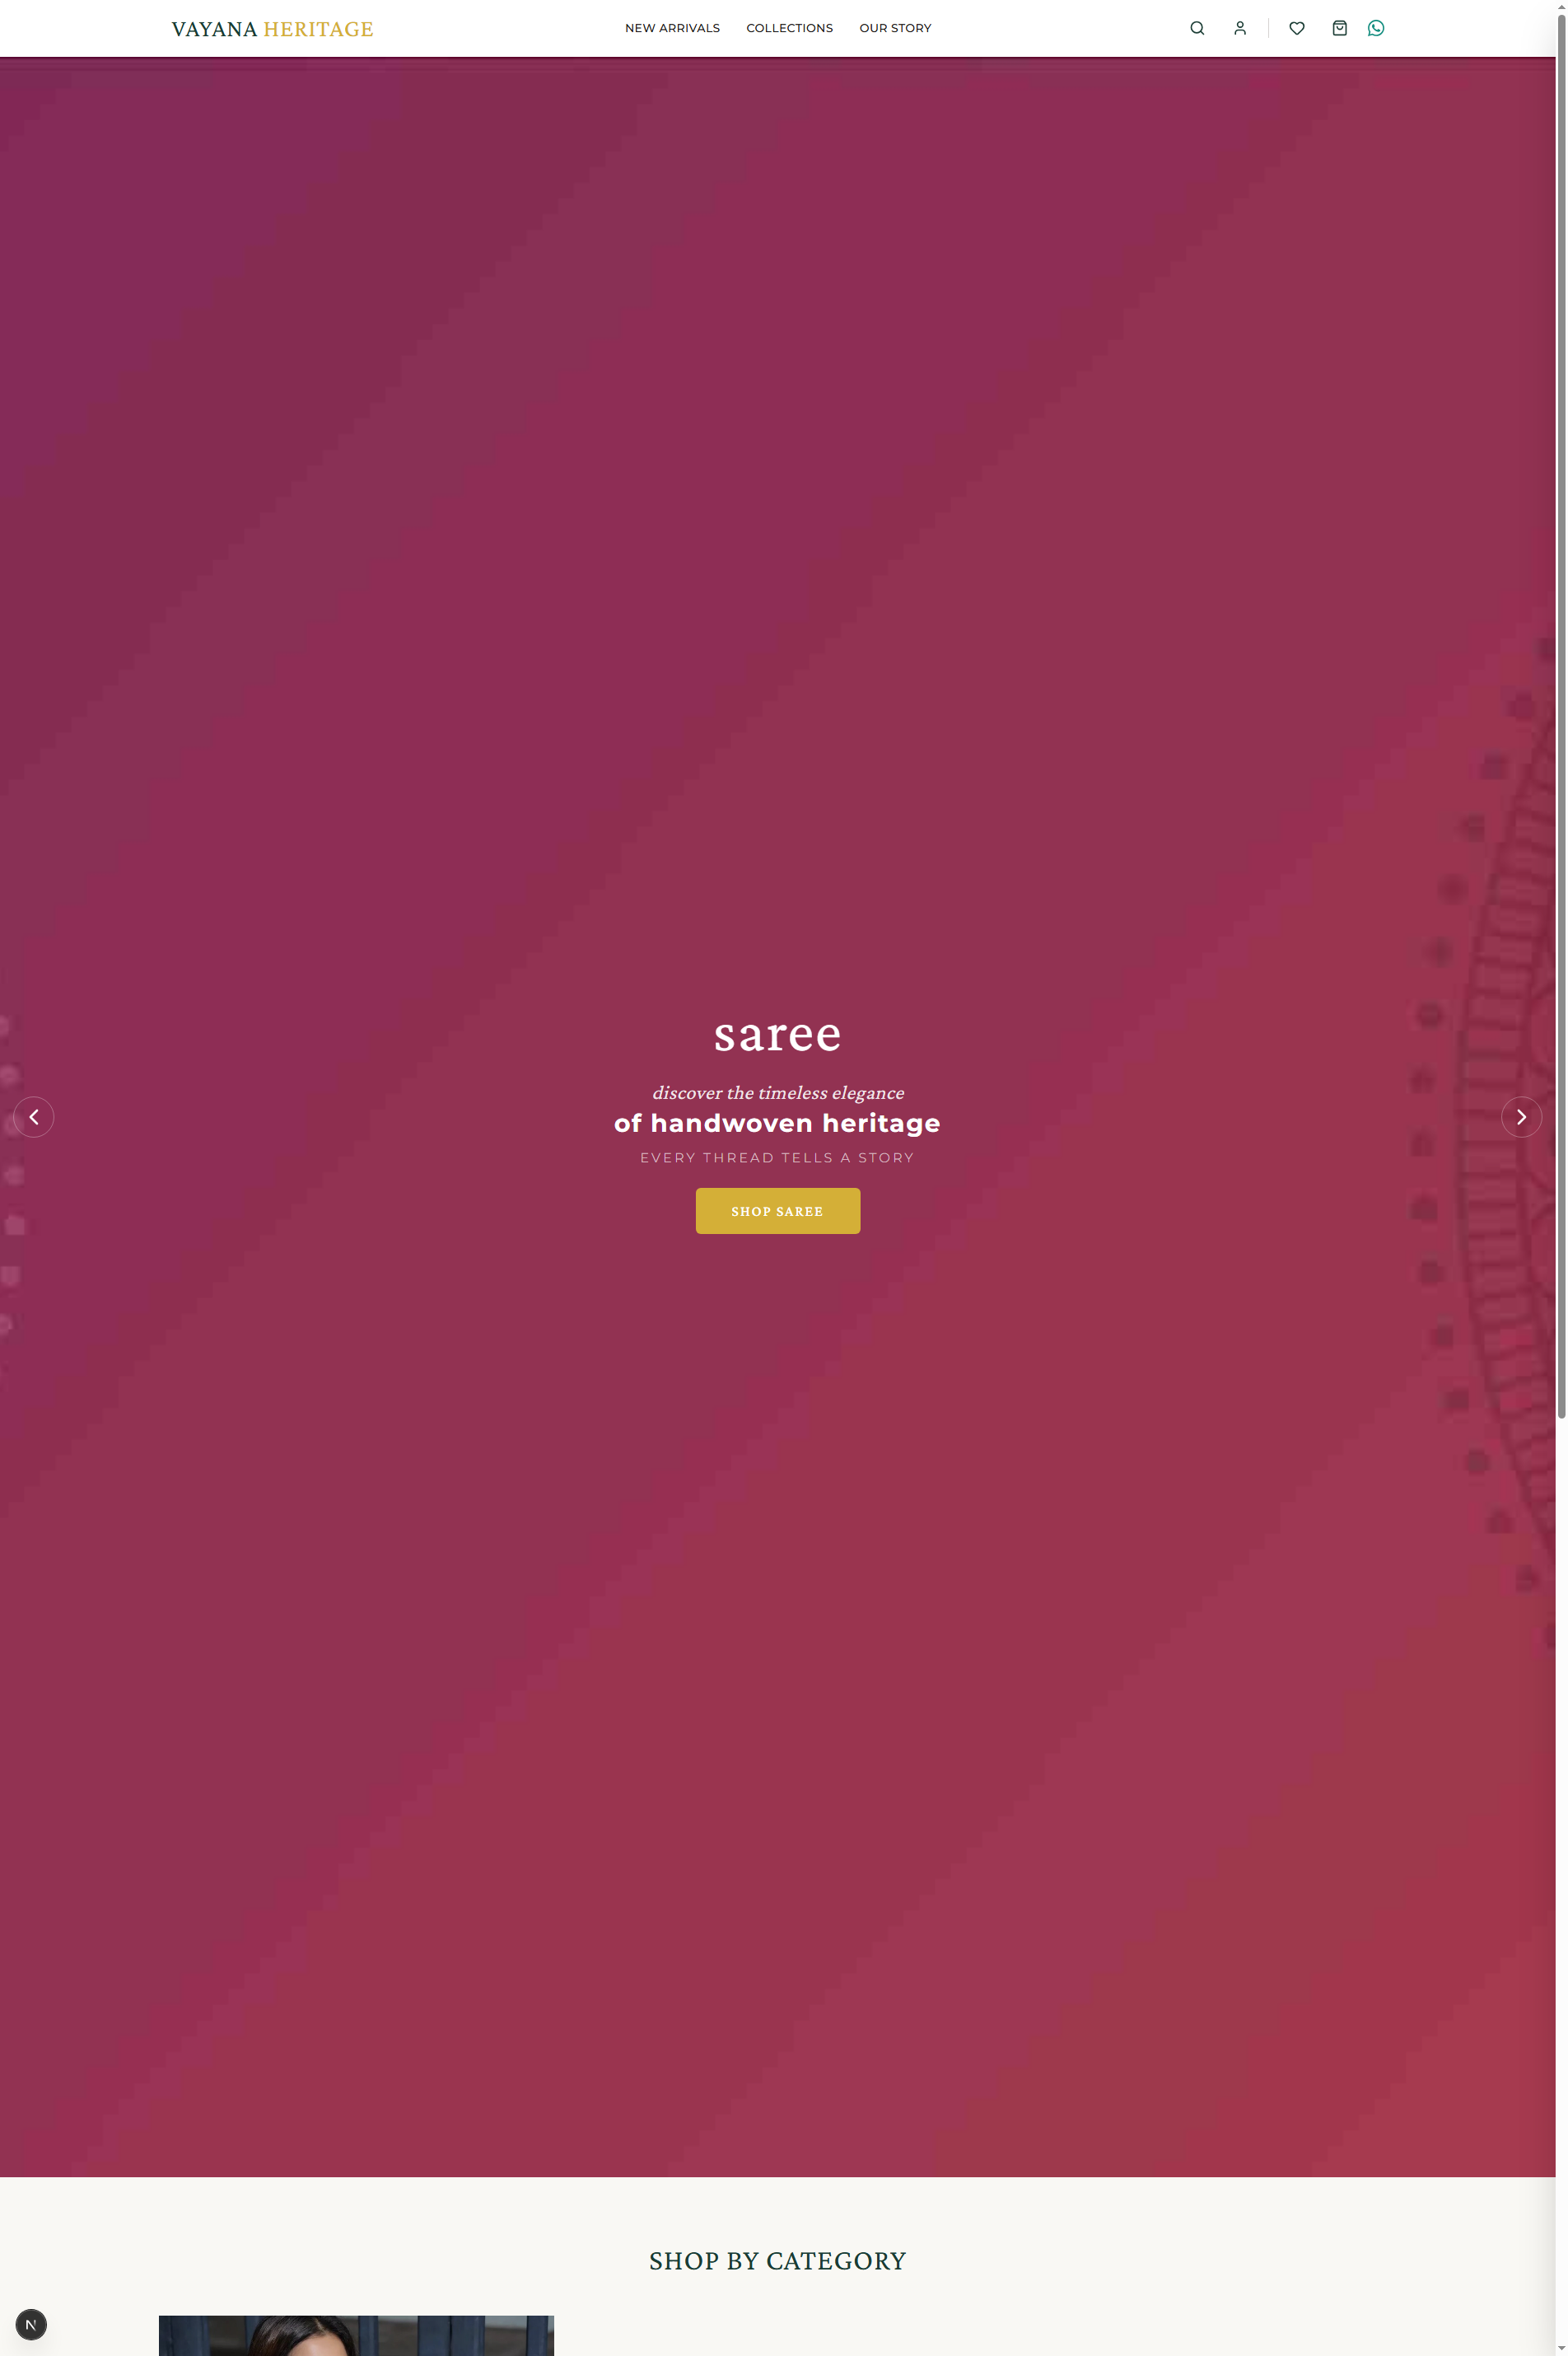 VAYANA HERITAGE
NEW ARRIVALS COLLECTIONS OUR STORY
saree
discover the timeless elegance
of handwoven heritage
EVERY THREAD TELLS A STORY
SHOP SAREE
SHOP BY CATEGORY
N